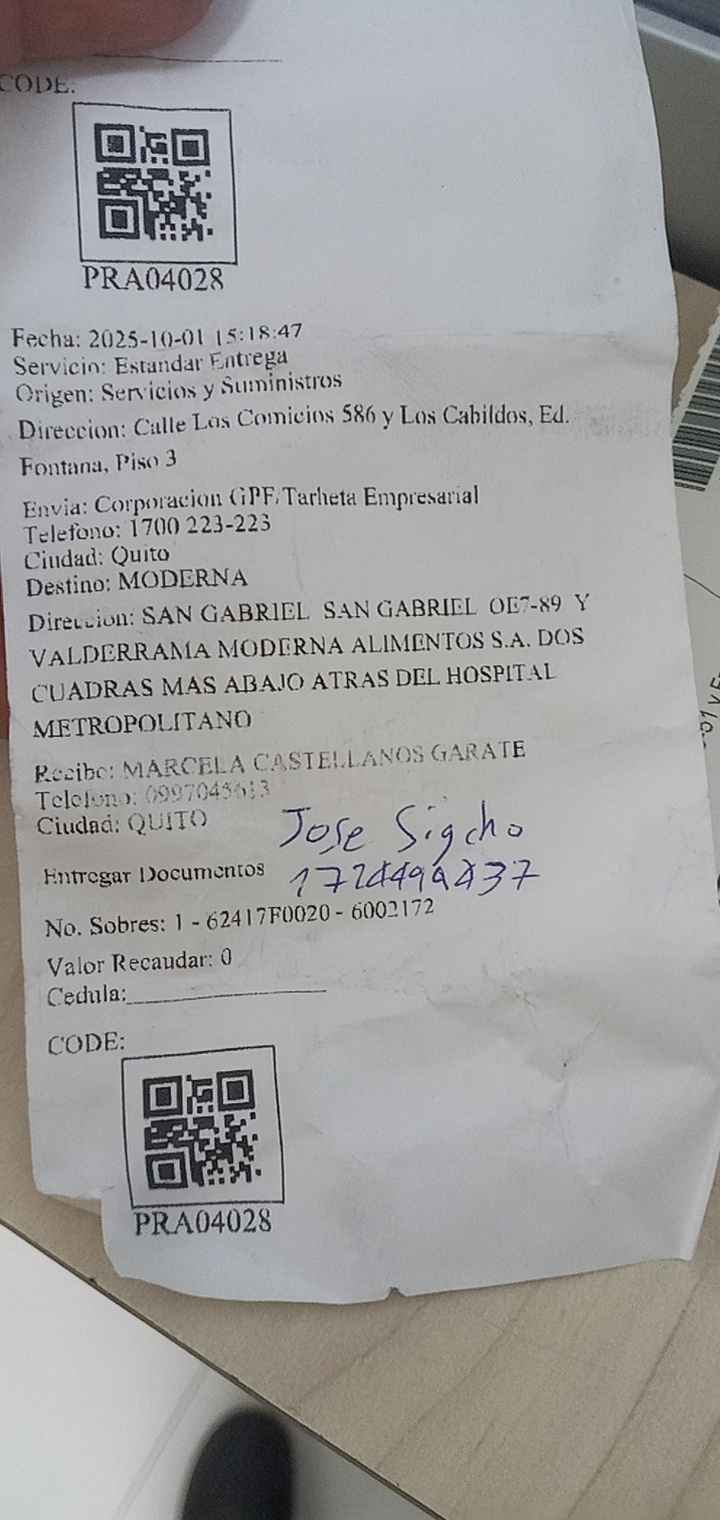 CODE:
PRA04028
Fecha: 2025-10-01 15:18:47
Servicio: Estandar Entrega
Origen: Servicios y Suministros
Direccion: Calle Los Comicios 586 y Los Cabildos, Ed.
Fontana, Piso 3
Envia: Corporacion GPF/Tarheta Empresarial
Telefono: 1700 223-223
Ciudad: Quito
Destino: MODERNA
Direccion: SAN GABRIEL SAN GABRIEL OE7-89 Y
VALDERRAMA MODERNA ALIMENTOS S.A. DOS
CUADRAS MAS ABAJO ATRAS DEL HOSPITAL
METROPOLITANO
Recibe: MARCELA CASTELLANOS GARATE
Telefono: 0997045613
Ciudad: QUITO
Jose Sigcho
Entregar Documentos
No. Sobres: 1 - 62417F0020 - 6002172
Valor Recaudar: 0
Cedula:
CODE:
PRA04028